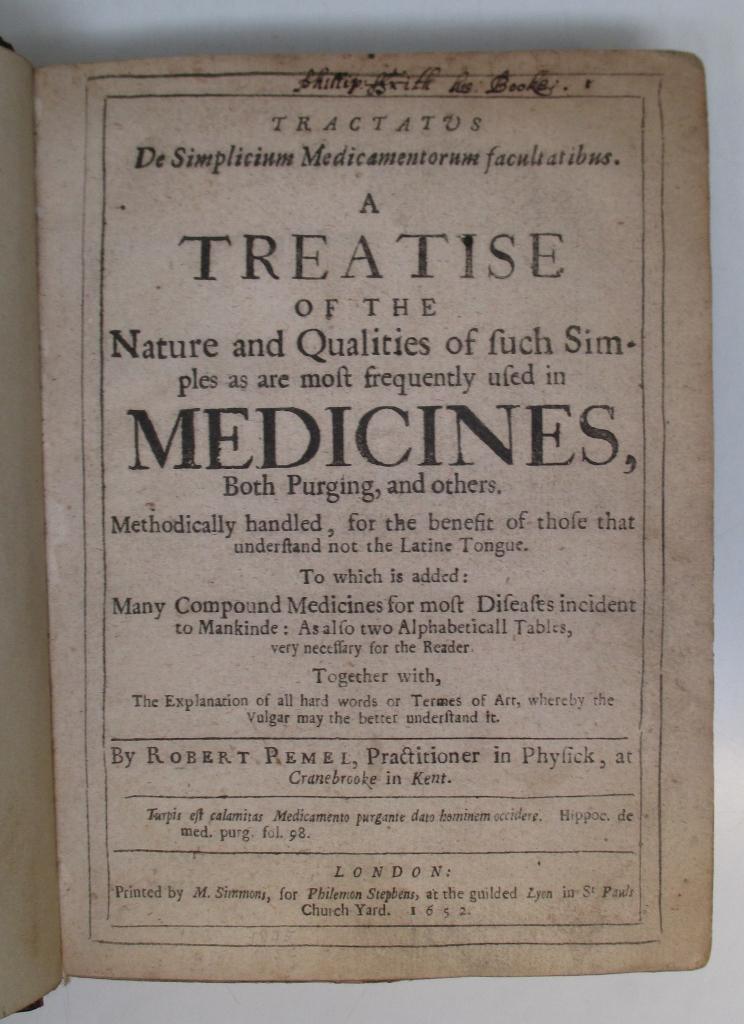 Phillip Frith his Booke.
TRACTATVS
De Simplicium Medicamentorum facultatibus.
A
TREATISE
OF THE
Nature and Qualities of ſuch Sim-
ples as are moſt frequently uſed in
MEDICINES,
Both Purging, and others.
Methodically handled, for the benefit of thoſe that
underſtand not the Latine Tongue.
To which is added:
Many Compound Medicines for moſt Diſeaſes incident
to Mankinde: As alſo two Alphabeticall Tables,
very neceſſary for the Reader.
Together with,
The Explanation of all hard words or Termes of Art, whereby the
Vulgar may the better underſtand it.
By ROBERT PEMEL, Practitioner in Phyſick, at
Cranebrooke in Kent.
Turpis eſt calamitas Medicamento purgante dato hominem occidere. Hippoc. de
med. purg. fol. 98.
LONDON:
Printed by M. Simmons, for Philemon Stephens, at the guilded Lyon in St Pauls
Church Yard. 1652.